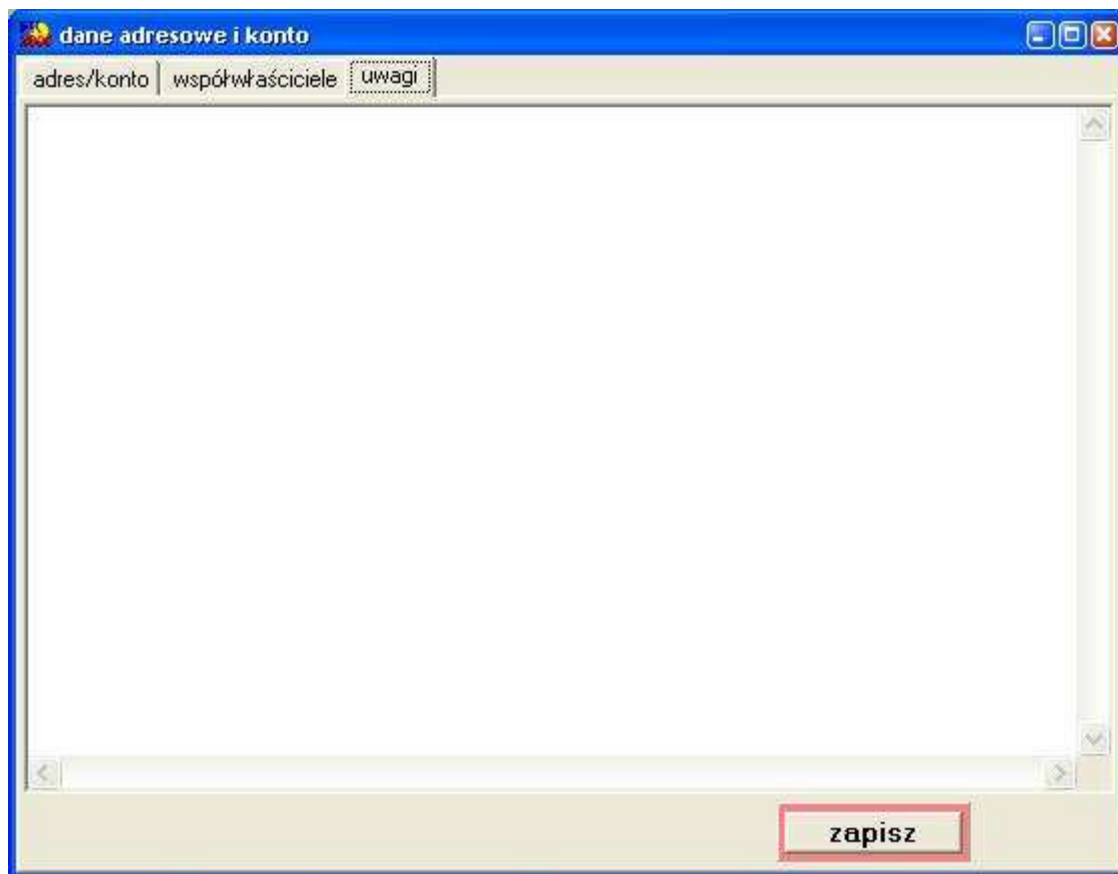 dane adresowe i konto
adres/konto współwłaściciele uwagi
zapisz